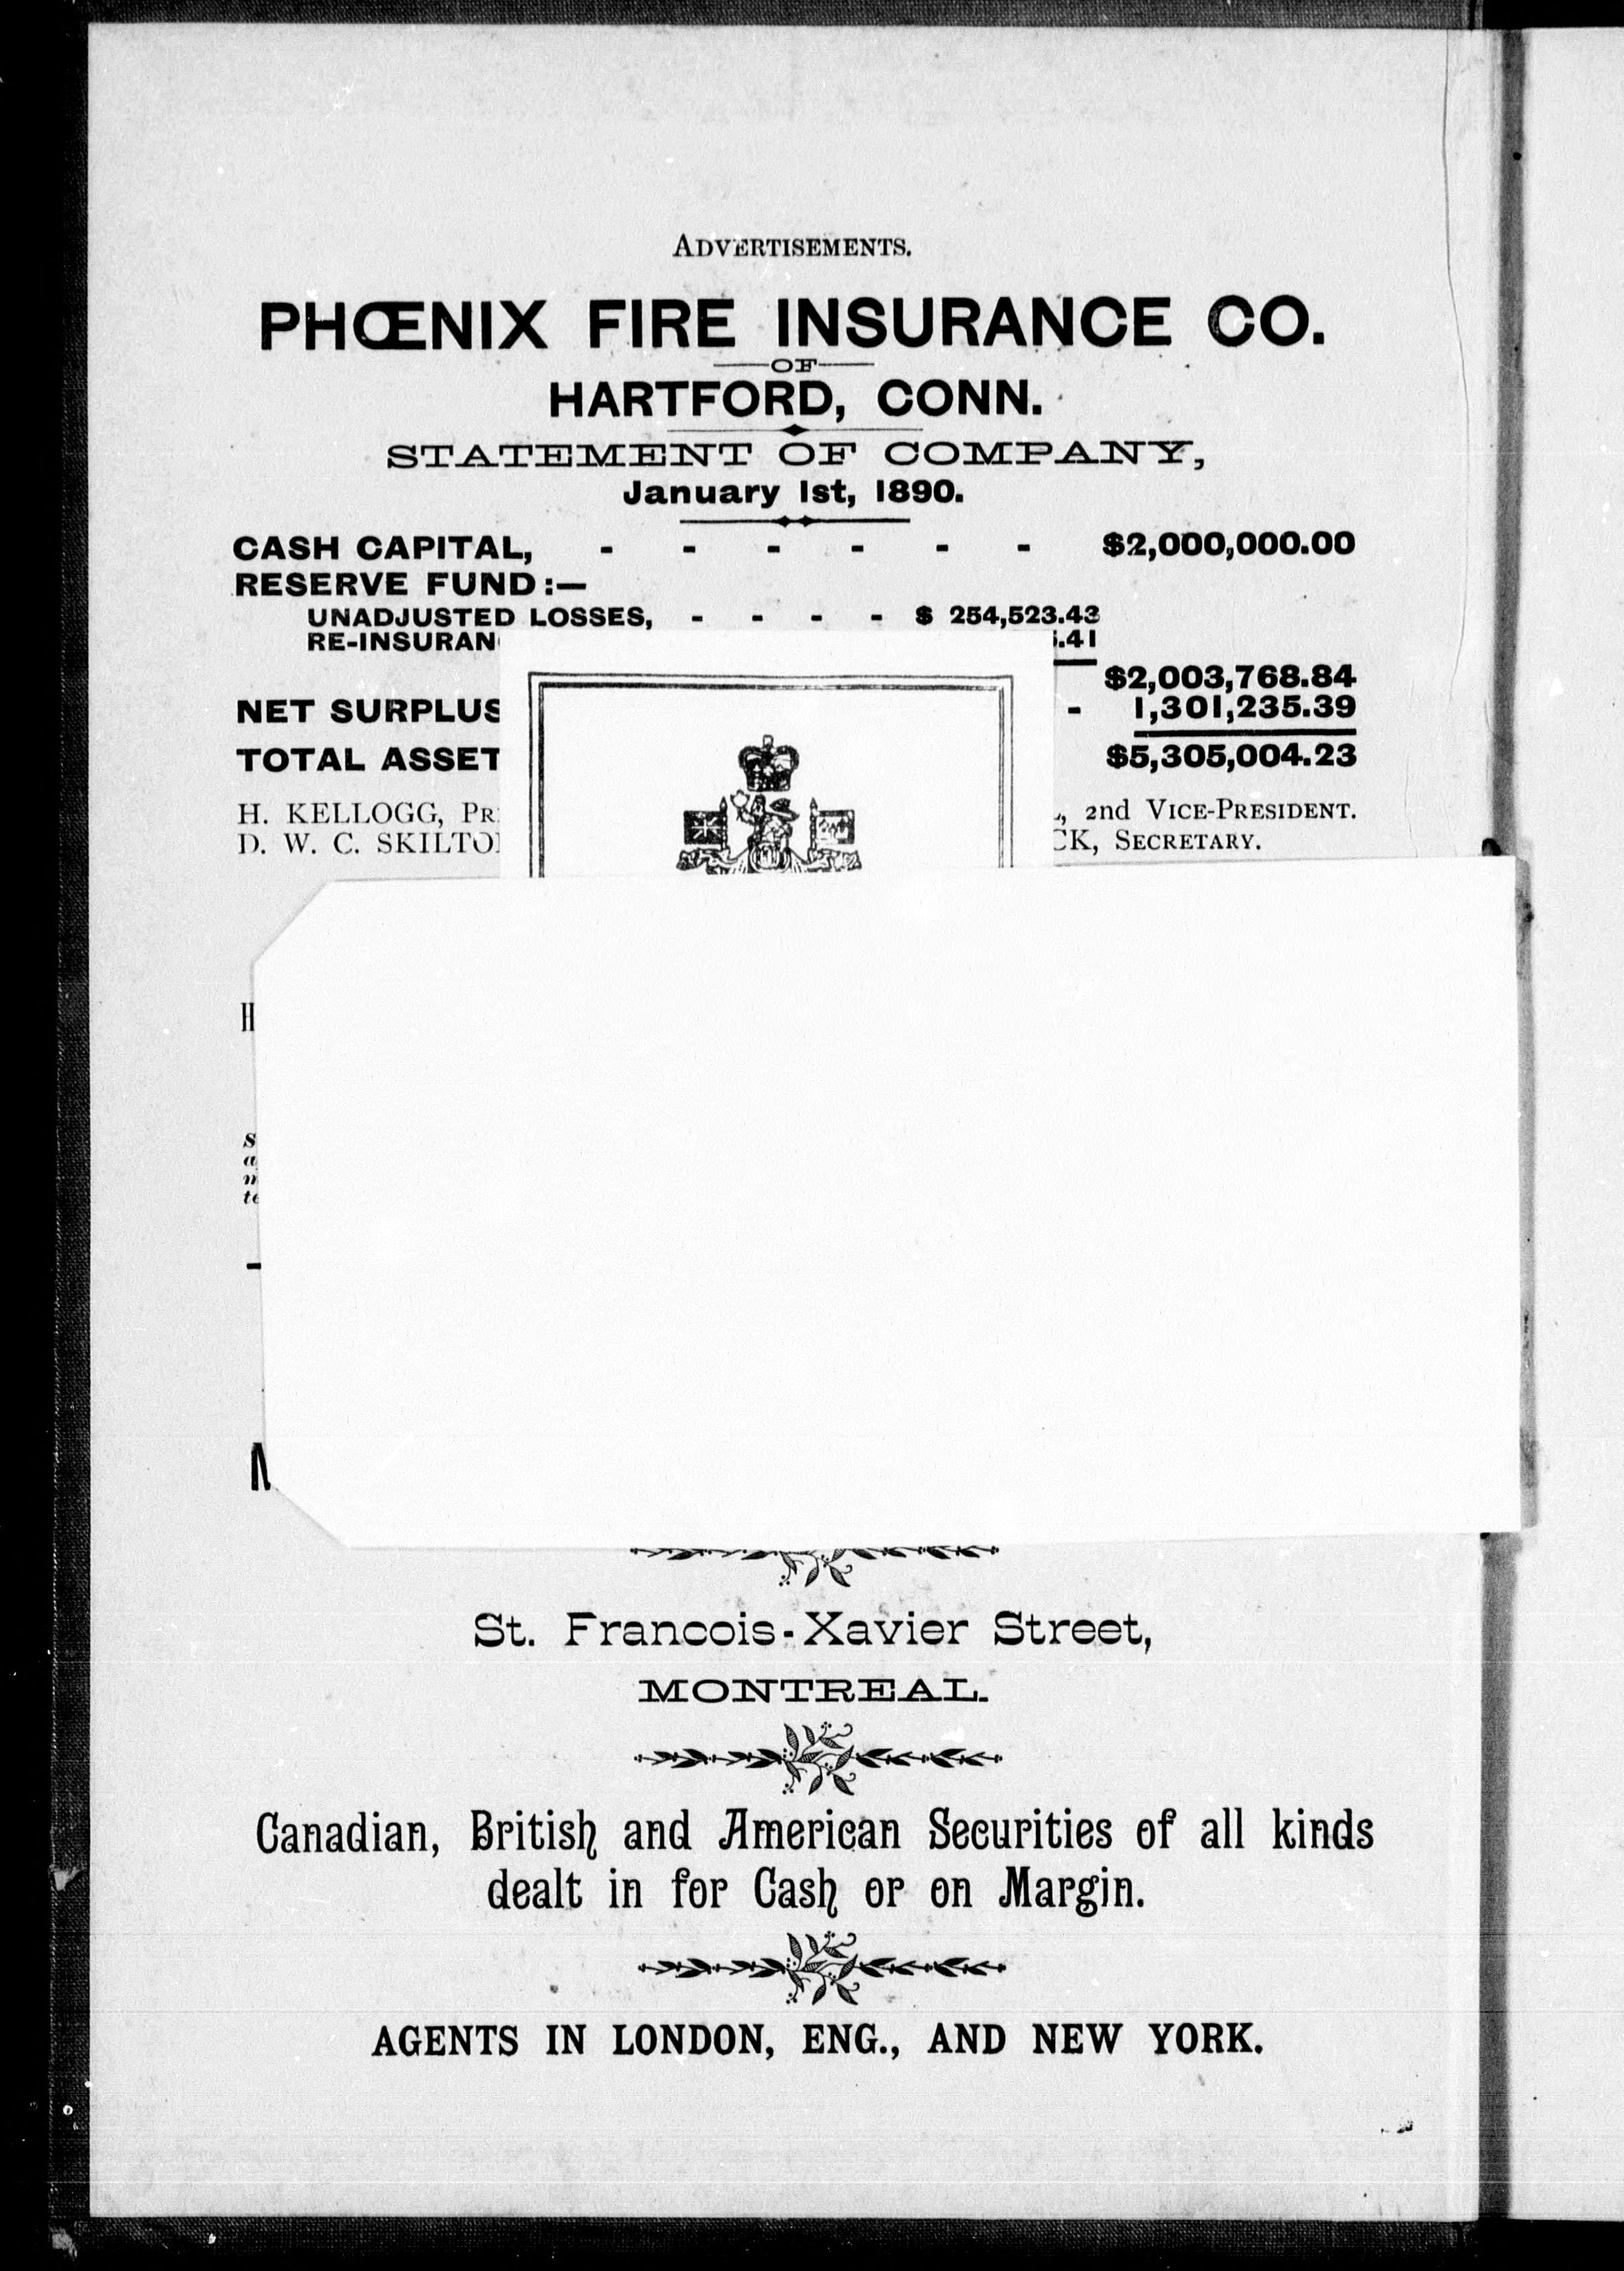 ADVERTISEMENTS.
PHŒNIX FIRE INSURANCE CO.
OF
HARTFORD, CONN.
STATEMENT OF COMPANY,
January 1st, 1890.
CASH CAPITAL, - - - - - - $2,000,000.00
RESERVE FUND:—
UNADJUSTED LOSSES, - - - - $ 254,523.43
.41
$2,003,768.84
NET SURPLUS - 1,301,235.39
TOTAL $5,305,004.23
H. KELLOGG, 2nd VICE-PRESIDENT.
D. W. C. SECRETARY.
St. Francois-Xavier Street,
MONTREAL.
Canadian, British and American Securities of all kinds
dealt in for Cash or on Margin.
AGENTS IN LONDON, ENG., AND NEW YORK.